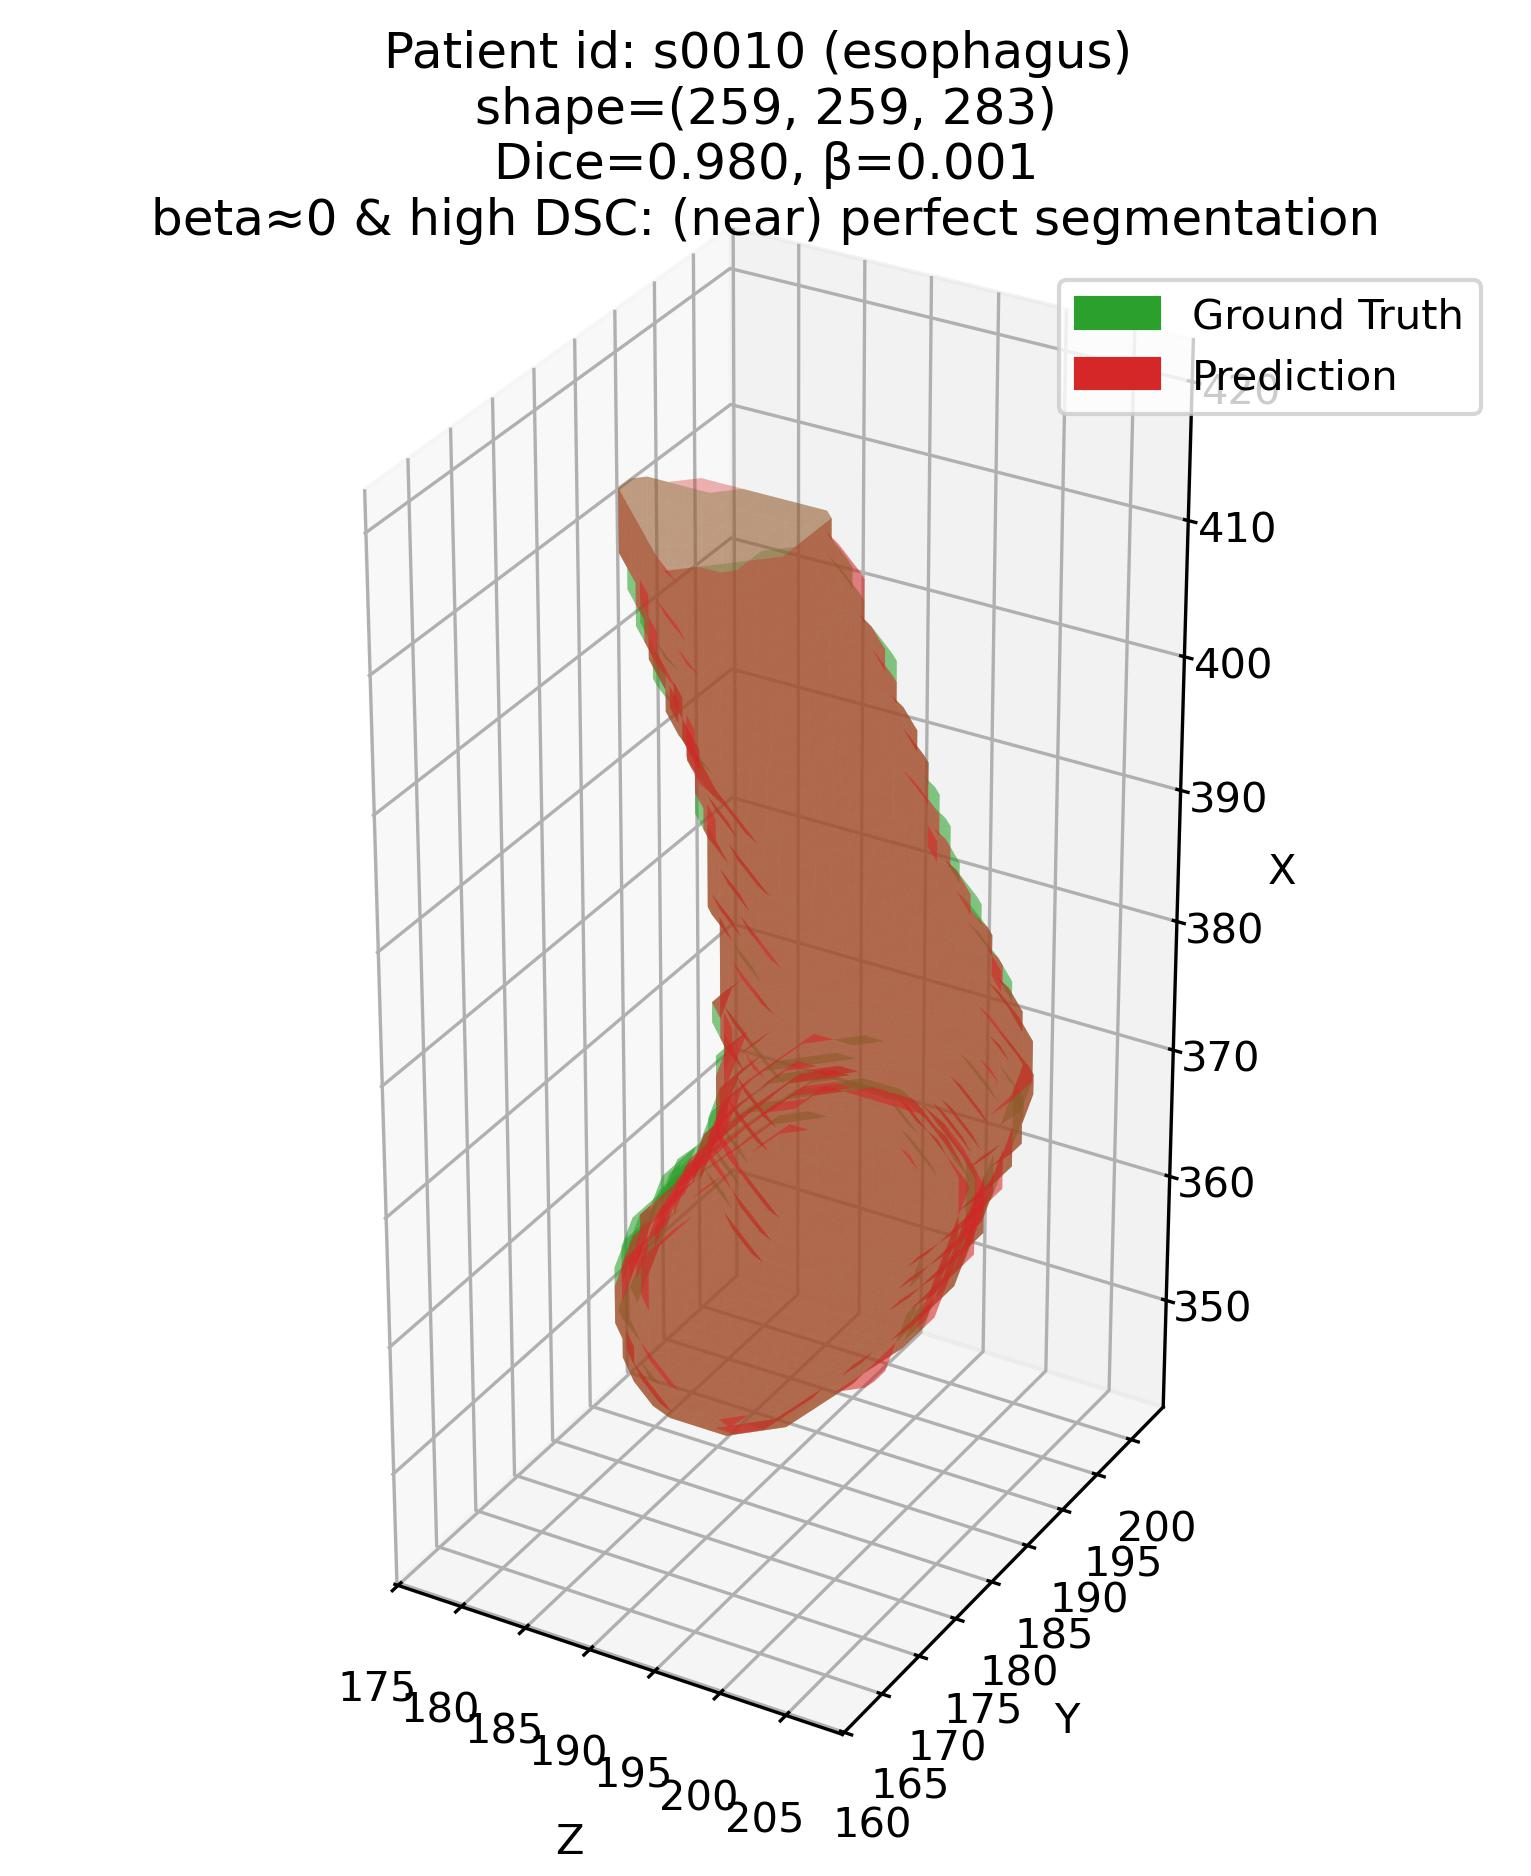 Patient id: s0010 (esophagus)
shape=(259, 259, 283)
Dice=0.980, β=0.001
beta≈0 & high DSC: (near) perfect segmentation
Ground Truth
Prediction
420
410
400
390
X
380
370
360
350
200
195
190
185
180
175
170
165
160
Y
175
180
185
190
195
200
205
Z